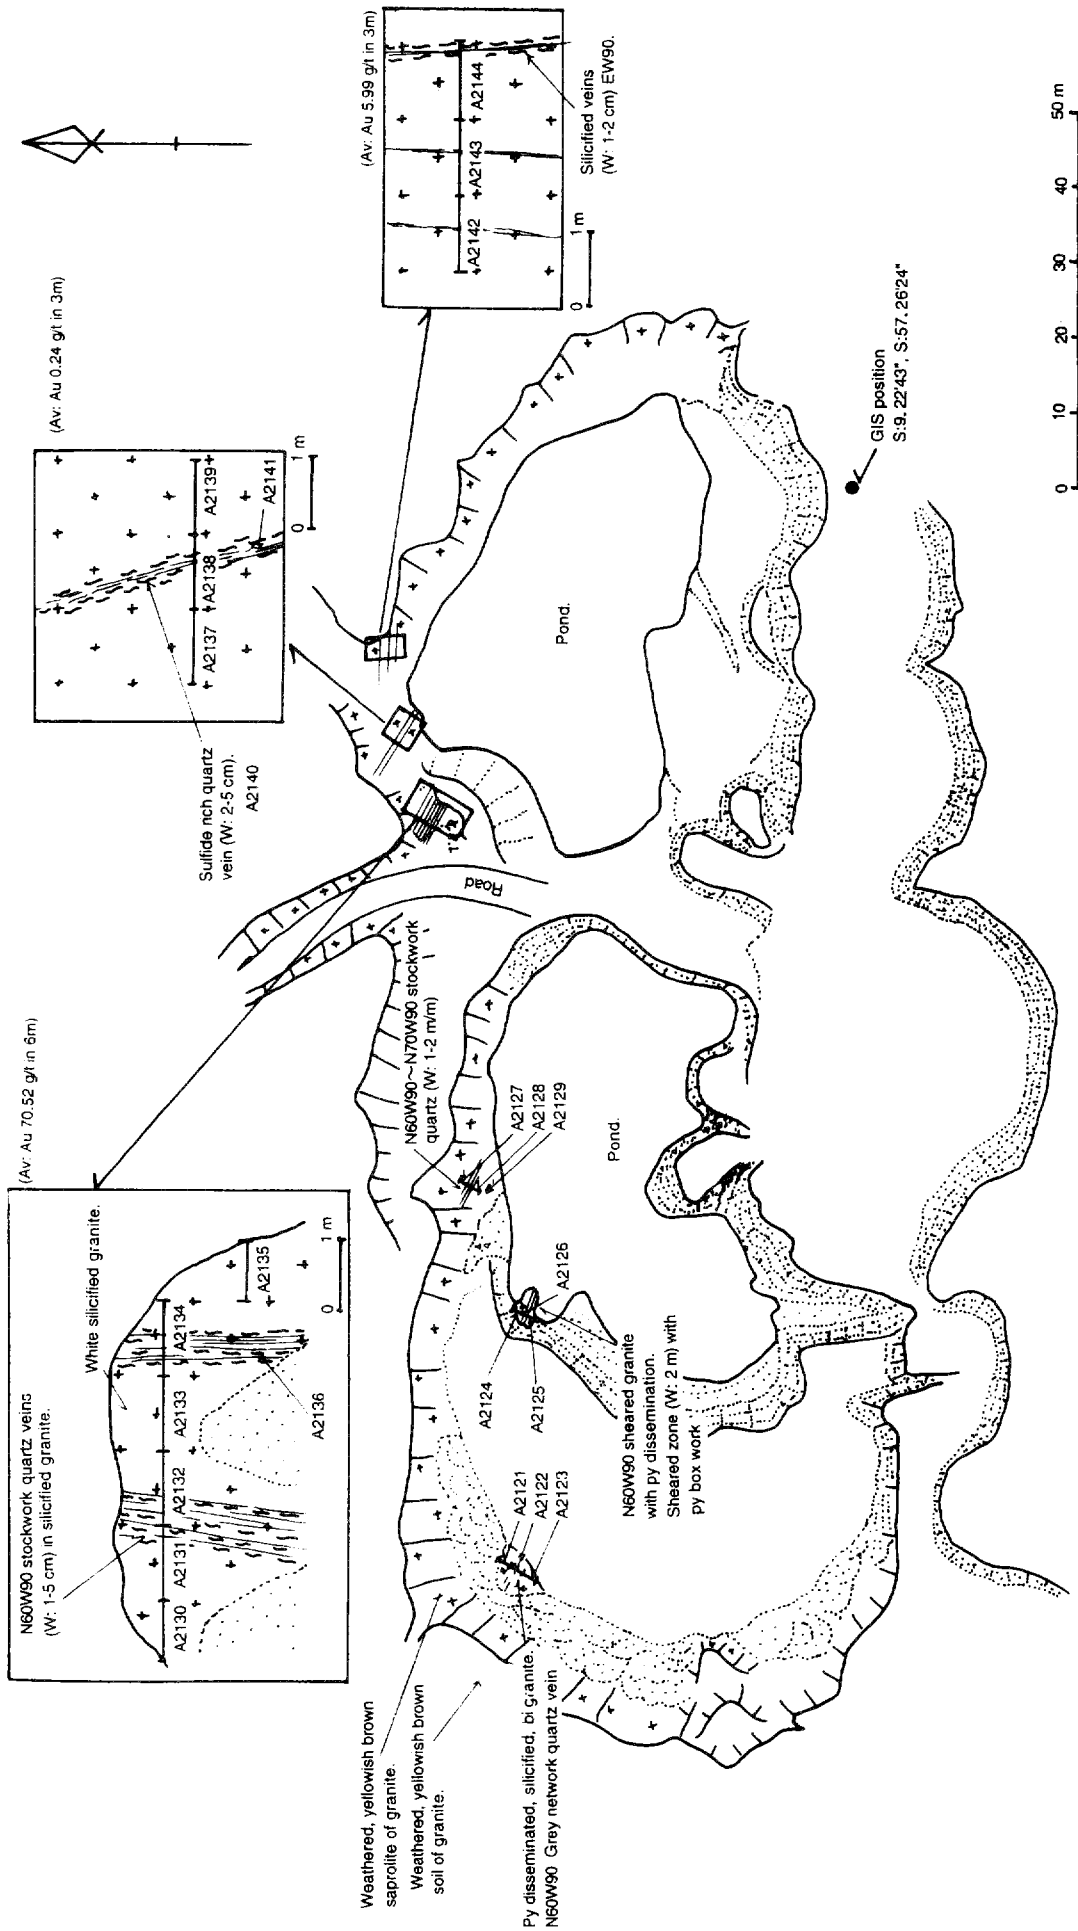 N60W90 stockwork quartz veins
(W: 1-5 cm) in silicified granite.
White silicified granite.
(Av: Au 70.52 g/t in 6m)
A2130
A2131
A2132
A2133
A2134
A2135
A2136
0
1 m
Sulfide rich quartz
vein (W: 2-5 cm).
A2140
(Av: Au 0.24 g/t in 3m)
A2137
A2138
A2139
A2141
0
1 m
(Av: Au 5.99 g/t in 3m)
A2142
A2143
A2144
Silicified veins
(W: 1-2 cm) EW90.
0
1 m
Weathered, yellowish brown
saprolite of granite.
Weathered, yellowish brown
soil of granite.
Py disseminated, silicified, bi granite.
N60W90 Grey network quartz vein
A2121
A2122
A2123
A2124
A2125
A2126
N60W90 sheared granite
with py dissemination.
Sheared zone (W: 2 m) with
py box work
N60W90~N70W90 stockwork
quartz (W: 1-2 m/m)
A2127
A2128
A2129
Road
Pond.
Pond.
GIS position
S:9. 22'43", S:57. 26'24"
0
10
20
30
40
50 m